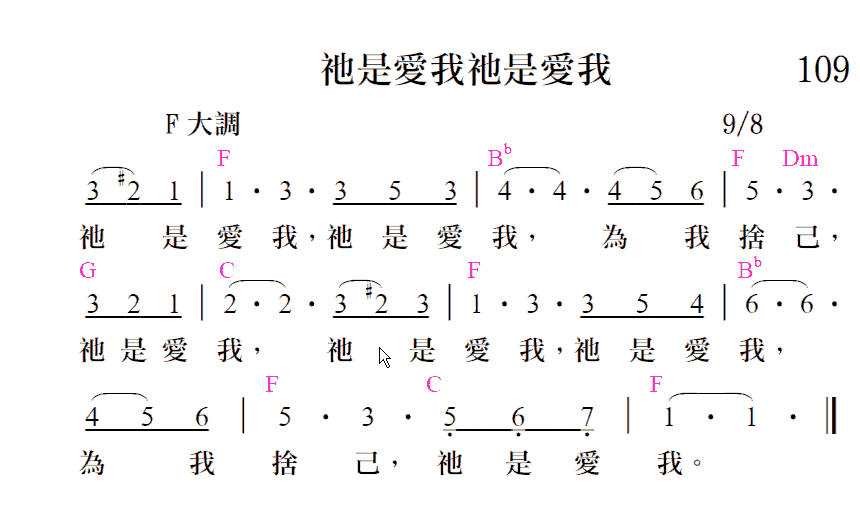 祂是愛我祂是愛我 109
F 大調 9/8
F B♭ F Dm
3 #2 1 | 1 · 3 · 3 5 3 | 4 · 4 · 4 5 6 | 5 · 3 ·
祂 是 愛 我，祂 是 愛 我， 為 我 捨 己，
G C F B♭
3 2 1 | 2 · 2 · 3 #2 3 | 1 · 3 · 3 5 4 | 6 · 6 ·
祂 是 愛 我， 祂 是 愛 我，祂 是 愛 我，
F C F
4 5 6 | 5 · 3 · 5̣ 6̣ 7̣ | 1 · 1 · ‖
為 我 捨 己，祂 是 愛 我。